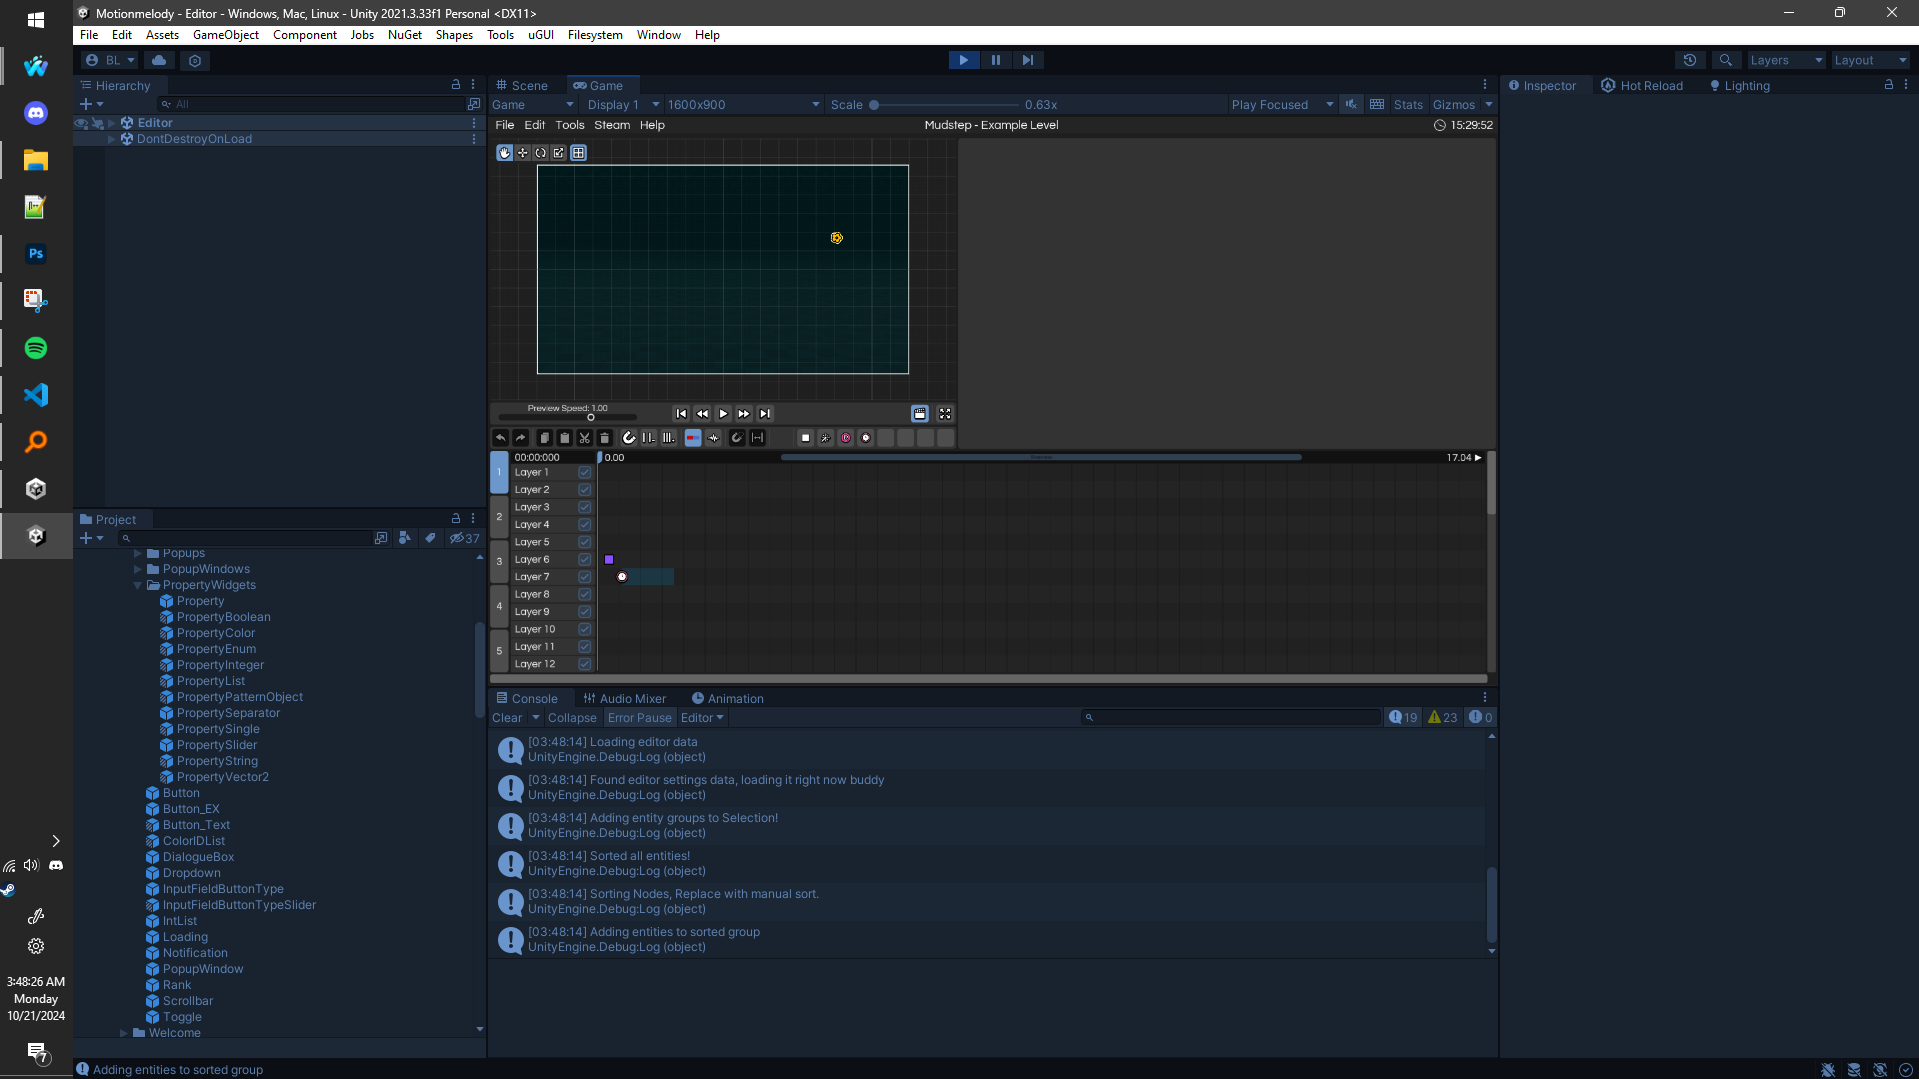 Motionmelody - Editor - Windows, Mac, Linux - Unity 2021.3.33f1 Personal <DX11>
File Edit Assets GameObject Component Jobs NuGet Shapes Tools uGUI Filesystem Window Help
BL
Layers
Layout
Hierarchy
All
Editor
DontDestroyOnLoad
Scene
Game
Game
Display 1
1600x900
Scale
0.63x
Play Focused
Stats
Gizmos
File Edit Tools Steam Help
Mudstep - Example Level
15:29:52
Preview Speed: 1.00
00:00:000
0.00
17.04
1
2
3
4
5
Layer 1
Layer 2
Layer 3
Layer 4
Layer 5
Layer 6
Layer 7
Layer 8
Layer 9
Layer 10
Layer 11
Layer 12
Inspector
Hot Reload
Lighting
Project
37
Popups
PopupWindows
PropertyWidgets
Property
PropertyBoolean
PropertyColor
PropertyEnum
PropertyInteger
PropertyList
PropertyPatternObject
PropertySeparator
PropertySingle
PropertySlider
PropertyString
PropertyVector2
Button
Button_EX
Button_Text
ColorIDList
DialogueBox
Dropdown
InputFieldButtonType
InputFieldButtonTypeSlider
IntList
Loading
Notification
PopupWindow
Rank
Scrollbar
Toggle
Welcome
Console
Audio Mixer
Animation
Clear
Collapse
Error Pause
Editor
19
23
0
[03:48:14] Loading editor data
UnityEngine.Debug:Log (object)
[03:48:14] Found editor settings data, loading it right now buddy
UnityEngine.Debug:Log (object)
[03:48:14] Adding entity groups to Selection!
UnityEngine.Debug:Log (object)
[03:48:14] Sorted all entities!
UnityEngine.Debug:Log (object)
[03:48:14] Sorting Nodes, Replace with manual sort.
UnityEngine.Debug:Log (object)
[03:48:14] Adding entities to sorted group
UnityEngine.Debug:Log (object)
Ps
3:48:26 AM
Monday
10/21/2024
7
Adding entities to sorted group